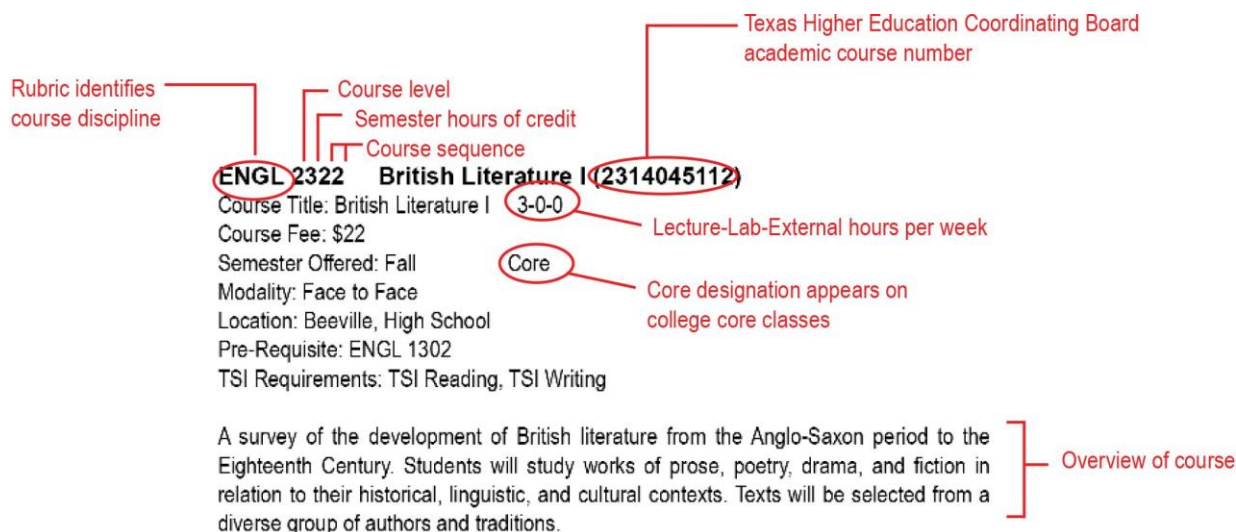 Texas Higher Education Coordinating Board
academic course number
Rubric identifies
course discipline
Course level
Semester hours of credit
Course sequence
ENGL 2322 British Literature I (2314045112)
Course Title: British Literature I 3-0-0
Lecture-Lab-External hours per week
Course Fee: $22
Semester Offered: Fall Core
Core designation appears on
college core classes
Modality: Face to Face
Location: Beeville, High School
Pre-Requisite: ENGL 1302
TSI Requirements: TSI Reading, TSI Writing
A survey of the development of British literature from the Anglo-Saxon period to the
Eighteenth Century. Students will study works of prose, poetry, drama, and fiction in
relation to their historical, linguistic, and cultural contexts. Texts will be selected from a
diverse group of authors and traditions.
Overview of course